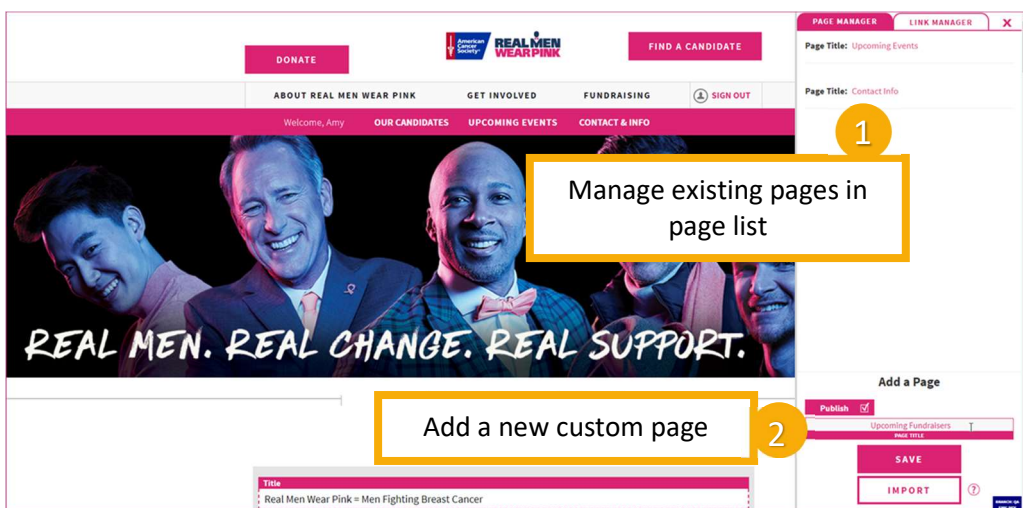 PAGE MANAGER
LINK MANAGER
X
DONATE
American
Cancer
Society
REAL MEN
WEAR PINK
FIND A CANDIDATE
Page Title: Upcoming Events
ABOUT REAL MEN WEAR PINK
GET INVOLVED
FUNDRAISING
SIGN OUT
Page Title: Contact Info
Welcome, Amy
OUR CANDIDATES
UPCOMING EVENTS
CONTACT & INFO
1
Manage existing pages in
page list
REAL MEN. REAL CHANGE. REAL SUPPORT.
Add a Page
Publish
Add a new custom page
2
Upcoming Fundraisers
PAGE TITLE
SAVE
Title
Real Men Wear Pink = Men Fighting Breast Cancer
IMPORT
?